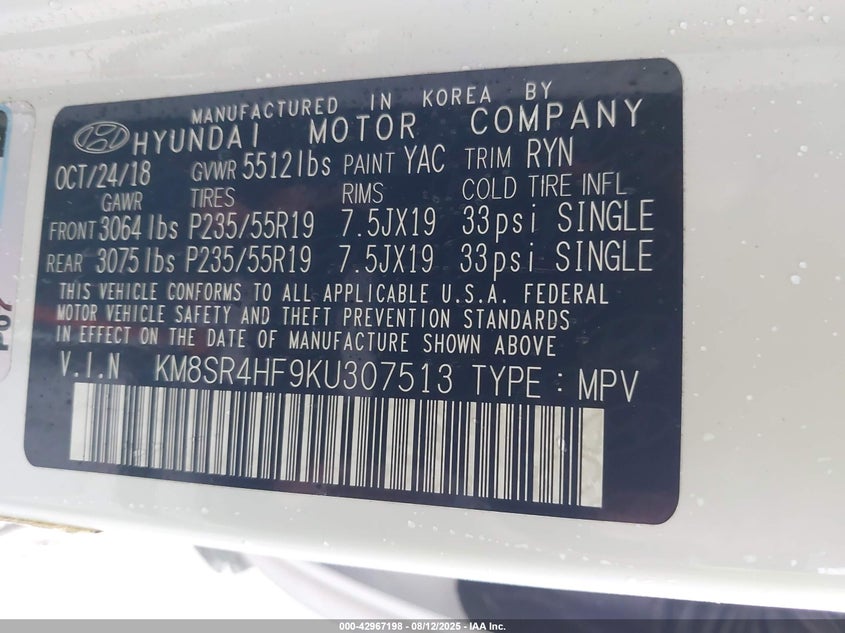 MANUFACTURED IN KOREA BY
HYUNDAI MOTOR COMPANY
OCT/24/18 GVWR 5512lbs PAINT YAC TRIM RYN
GAWR TIRES RIMS COLD TIRE INFL
FRONT 3064lbs P235/55R19 7.5JX19 33psi SINGLE
REAR 3075lbs P235/55R19 7.5JX19 33psi SINGLE
THIS VEHICLE CONFORMS TO ALL APPLICABLE U.S.A. FEDERAL
MOTOR VEHICLE SAFETY AND THEFT PREVENTION STANDARDS
IN EFFECT ON THE DATE OF MANUFACTURE SHOWN ABOVE
V.I.N KM8SR4HF9KU307513 TYPE : MPV
P07
000-42967198 - 08/12/2025 - IAA Inc.